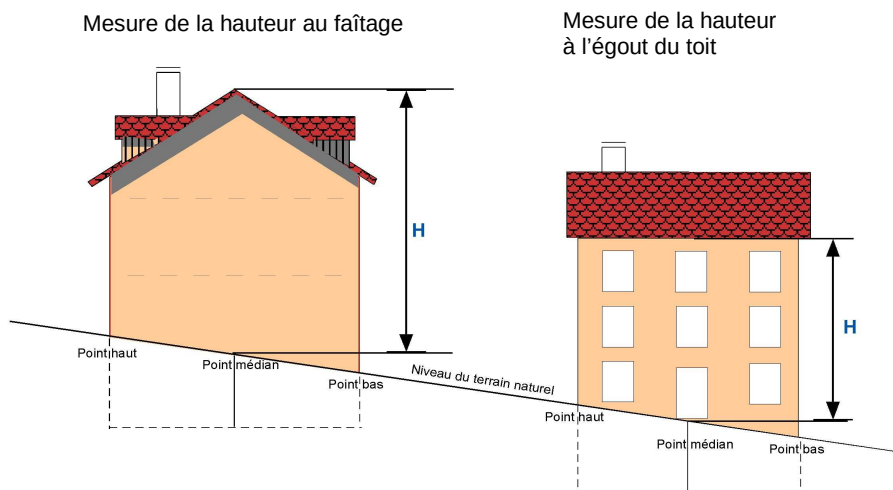 Mesure de la hauteur au faîtage
Mesure de la hauteur
à l’égout du toit
H
H
Point haut
Point médian
Point bas
Niveau du terrain naturel
Point haut
Point médian
Point bas